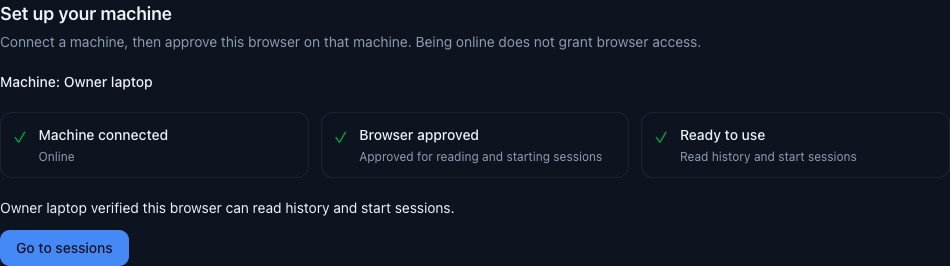 Set up your machine
Connect a machine, then approve this browser on that machine. Being online does not grant browser access.
Machine: Owner laptop
Machine connected
Online
Browser approved
Approved for reading and starting sessions
Ready to use
Read history and start sessions
Owner laptop verified this browser can read history and start sessions.
Go to sessions